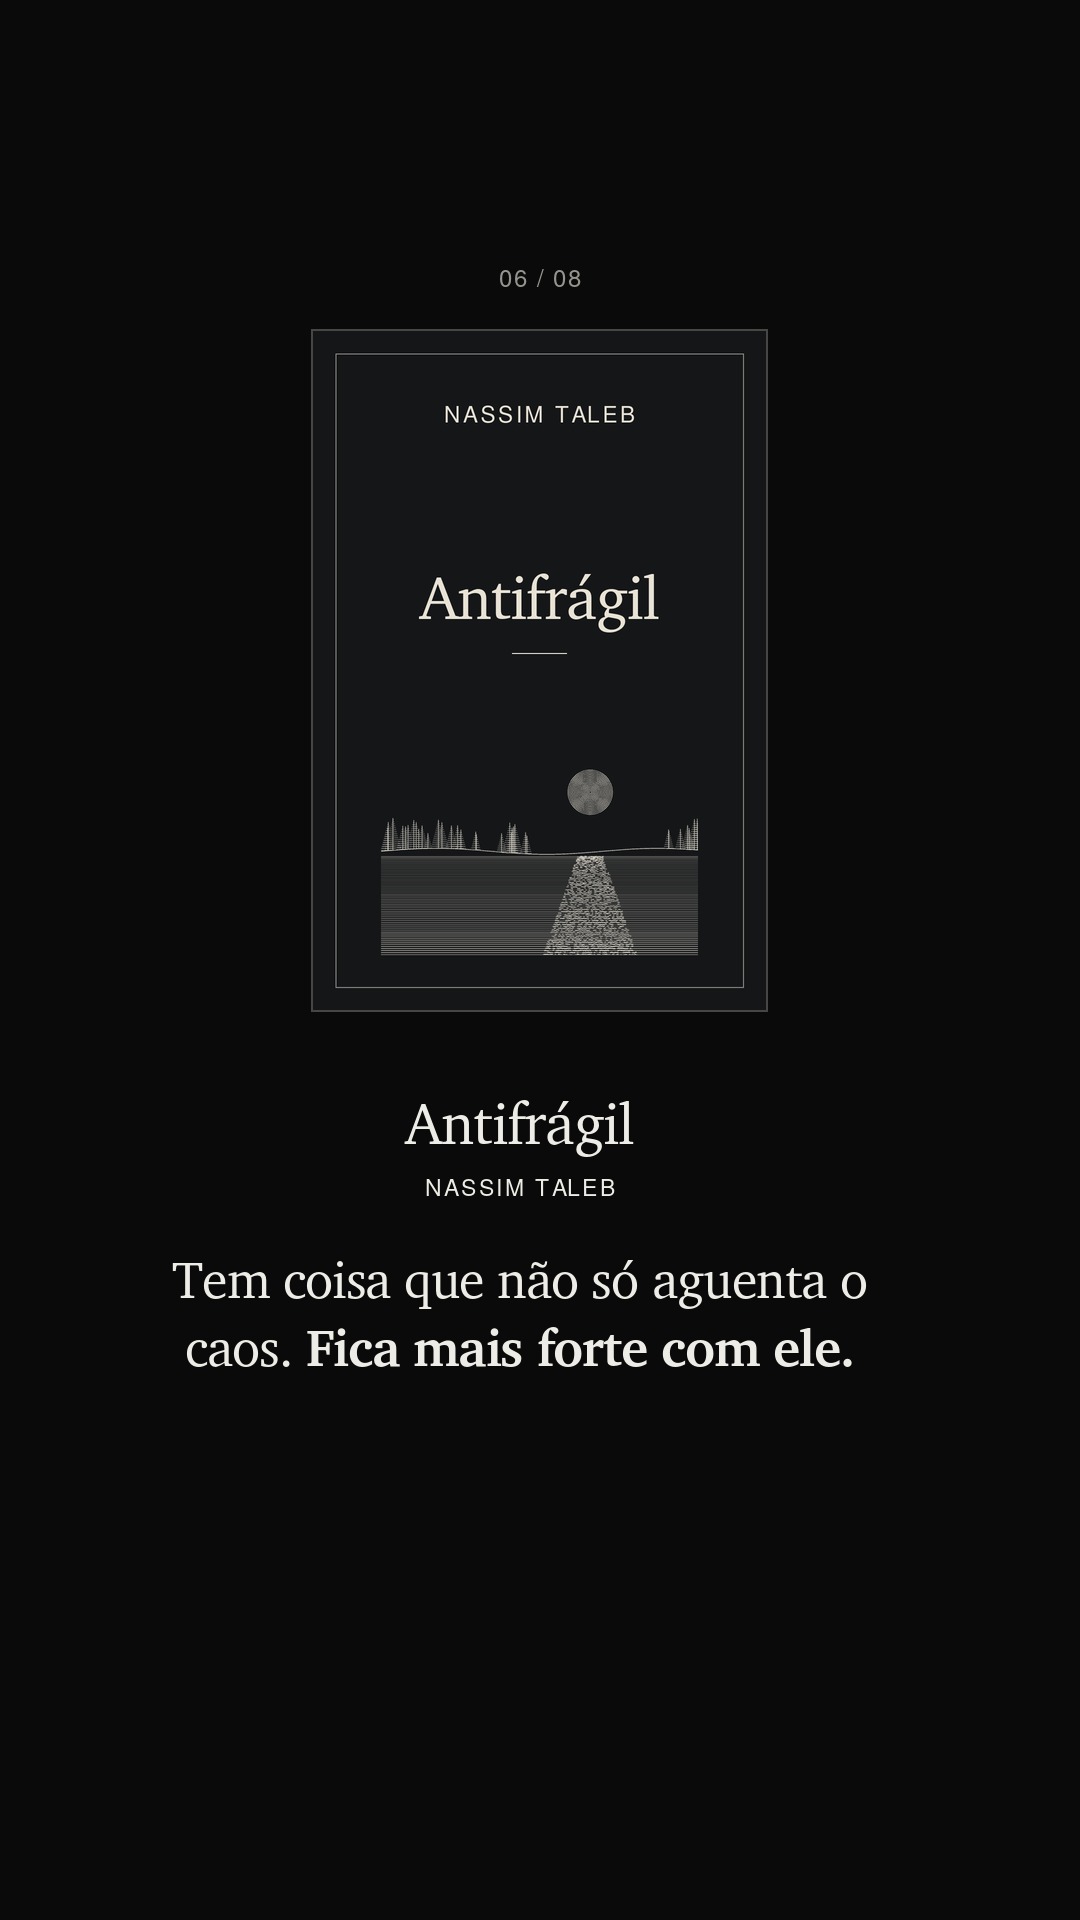 06 / 08
NASSIM TALEB
Antifrágil
Antifrágil
NASSIM TALEB
Tem coisa que não só aguenta o
caos. Fica mais forte com ele.